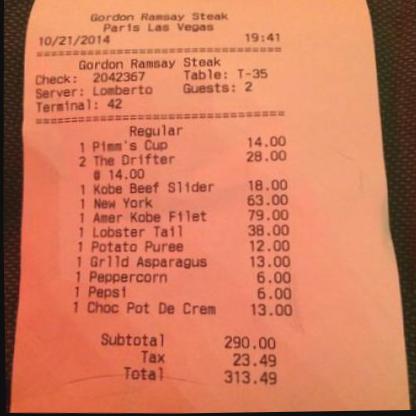 Gordon Ramsay Steak
Paris Las Vegas
10/21/2014 19:41
==========================================
Gordon Ramsay Steak
Check: 2042367 Table: T-35
Server: Lomberto Guests: 2
Terminal: 42
==========================================
Regular
1 Pimm's Cup 14.00
2 The Drifter 28.00
@ 14.00
1 Kobe Beef Slider 18.00
1 New York 63.00
1 Amer Kobe Filet 79.00
1 Lobster Tail 38.00
1 Potato Puree 12.00
1 Grlld Asparagus 13.00
1 Peppercorn 6.00
1 Pepsi 6.00
1 Choc Pot De Crem 13.00
Subtotal 290.00
Tax 23.49
Total 313.49